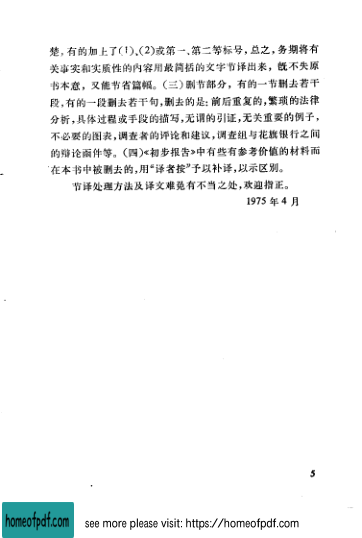 楚，有的加上了(1)、(2)或第一、第二等标号，总之，务期将有
关事实和实质性的内容用最简括的文字节译出来，既不失原
书本意，又能节省篇幅。(三)删节部分，有的一节删去若干
段，有的一段删去若干句，删去的是：前后重复的，繁琐的法律
分析，具体过程或手段的描写，无谓的引证，无关重要的例子，
不必要的图表，调查者的评论和建议，调查组与花旗银行之间
的辩论函件等。(四)《初步报告》中有些有参考价值的材料而
在本书中被删去的，用“译者按”予以补译，以示区别。
节译处理方法及译文难免有不当之处，欢迎指正。
1975年4月
5
homeofpdf.com
see more please visit: https://homeofpdf.com